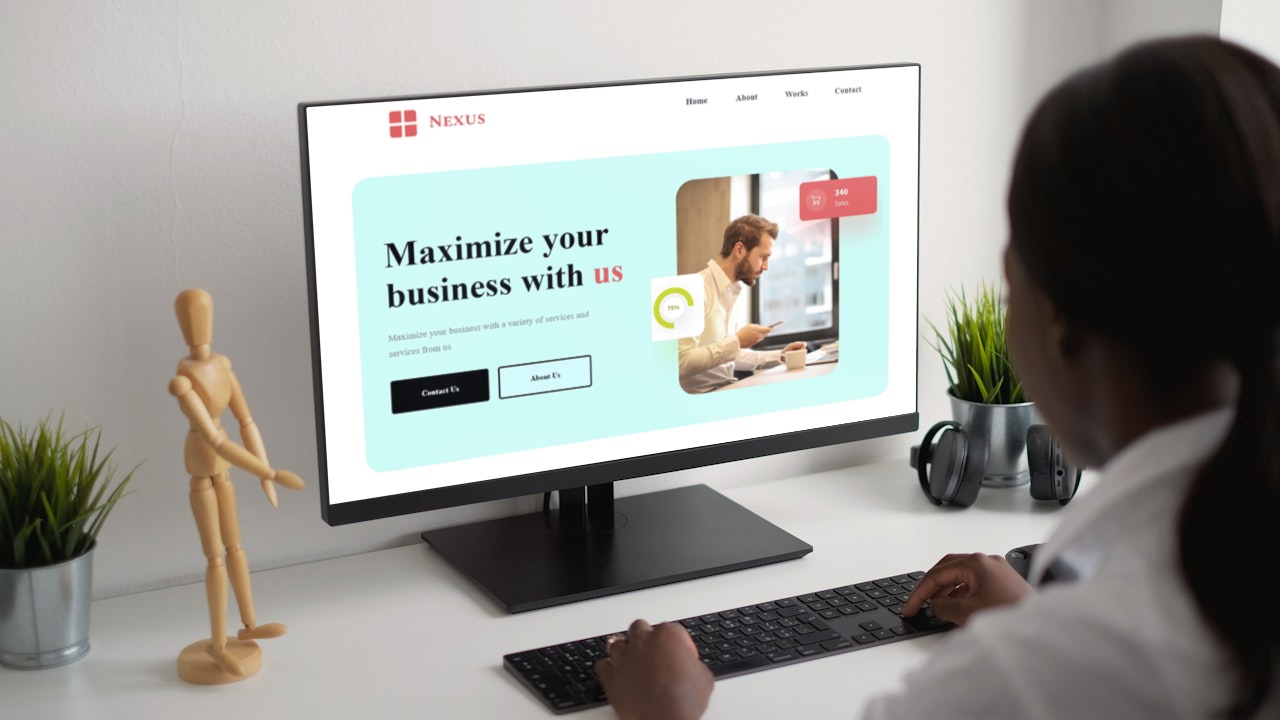 NEXUS
Home
About
Works
Contact
Maximize your
business with us
Maximize your business with a variety of services and
services from us
Contact Us
About Us
340
Sales
75%